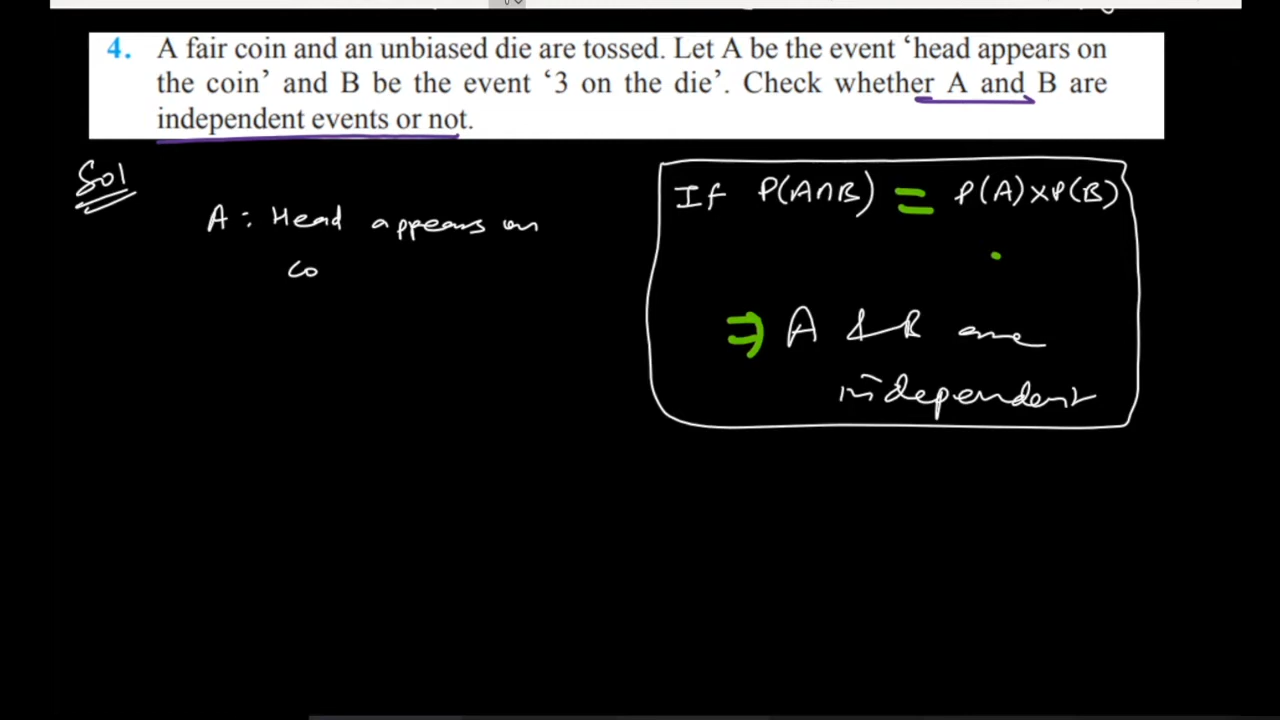 4. A fair coin and an unbiased die are tossed. Let A be the event ‘head appears on
the coin’ and B be the event ‘3 on the die’. Check whether A and B are
independent events or not.
Sol
A : Head appears on
co
If P(A∩B) = P(A)×P(B)
⇒ A & B are
independent